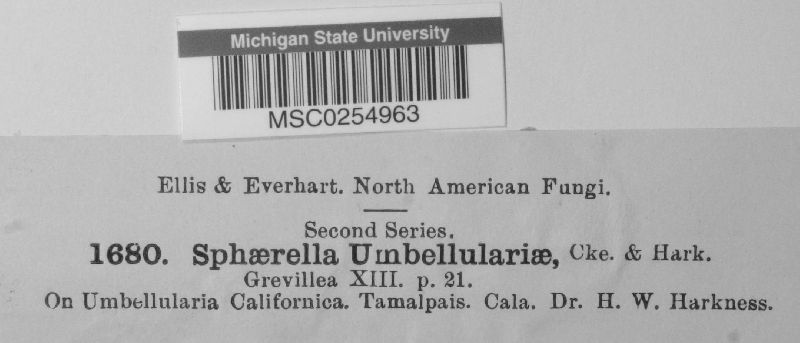 Michigan State University
MSC0254963
Ellis & Everhart. North American Fungi.
Second Series.
1680. Sphærella Umbellulariæ, Cke. & Hark.
Grevillea XIII. p. 21.
On Umbellularia Californica. Tamalpais. Cala. Dr. H. W. Harkness.